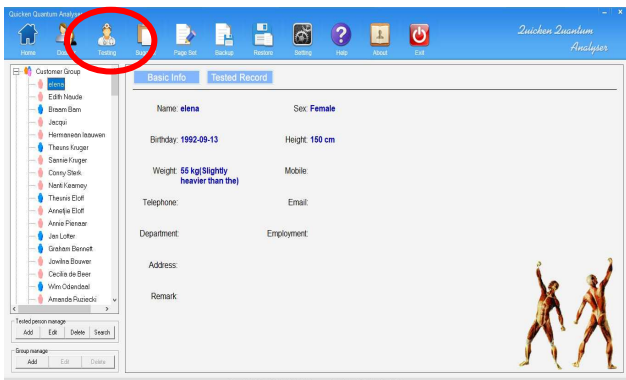 Quicken Quantum Analyser
Home
Testing
Page Set
Backup
Restore
Setting
Help
About
Exit
Quicken Quantum
Analyser
Customer Group
elena
Edith Naude
Braam Bam
Jacqui
Hermanean laauwen
Theuns Kruger
Sannie Kruger
Conny Sterk
Nanti Kearney
Theunis Eloff
Annetjie Eloff
Annie Pienaar
Jan Lotter
Graham Bennett
Jowilna Bouwer
Cecilia de Beer
Wim Odendaal
Amanda Ruziecki
Tested person manage
Add Edit Delete Search
Group manage
Add Edit Delete
Basic Info Tested Record
Name: elena Sex: Female
Birthday: 1992-09-13 Height: 150 cm
Weight: 55 kg(Slightly heavier than the) Mobile:
Telephone: Email:
Department: Employment:
Address:
Remark: